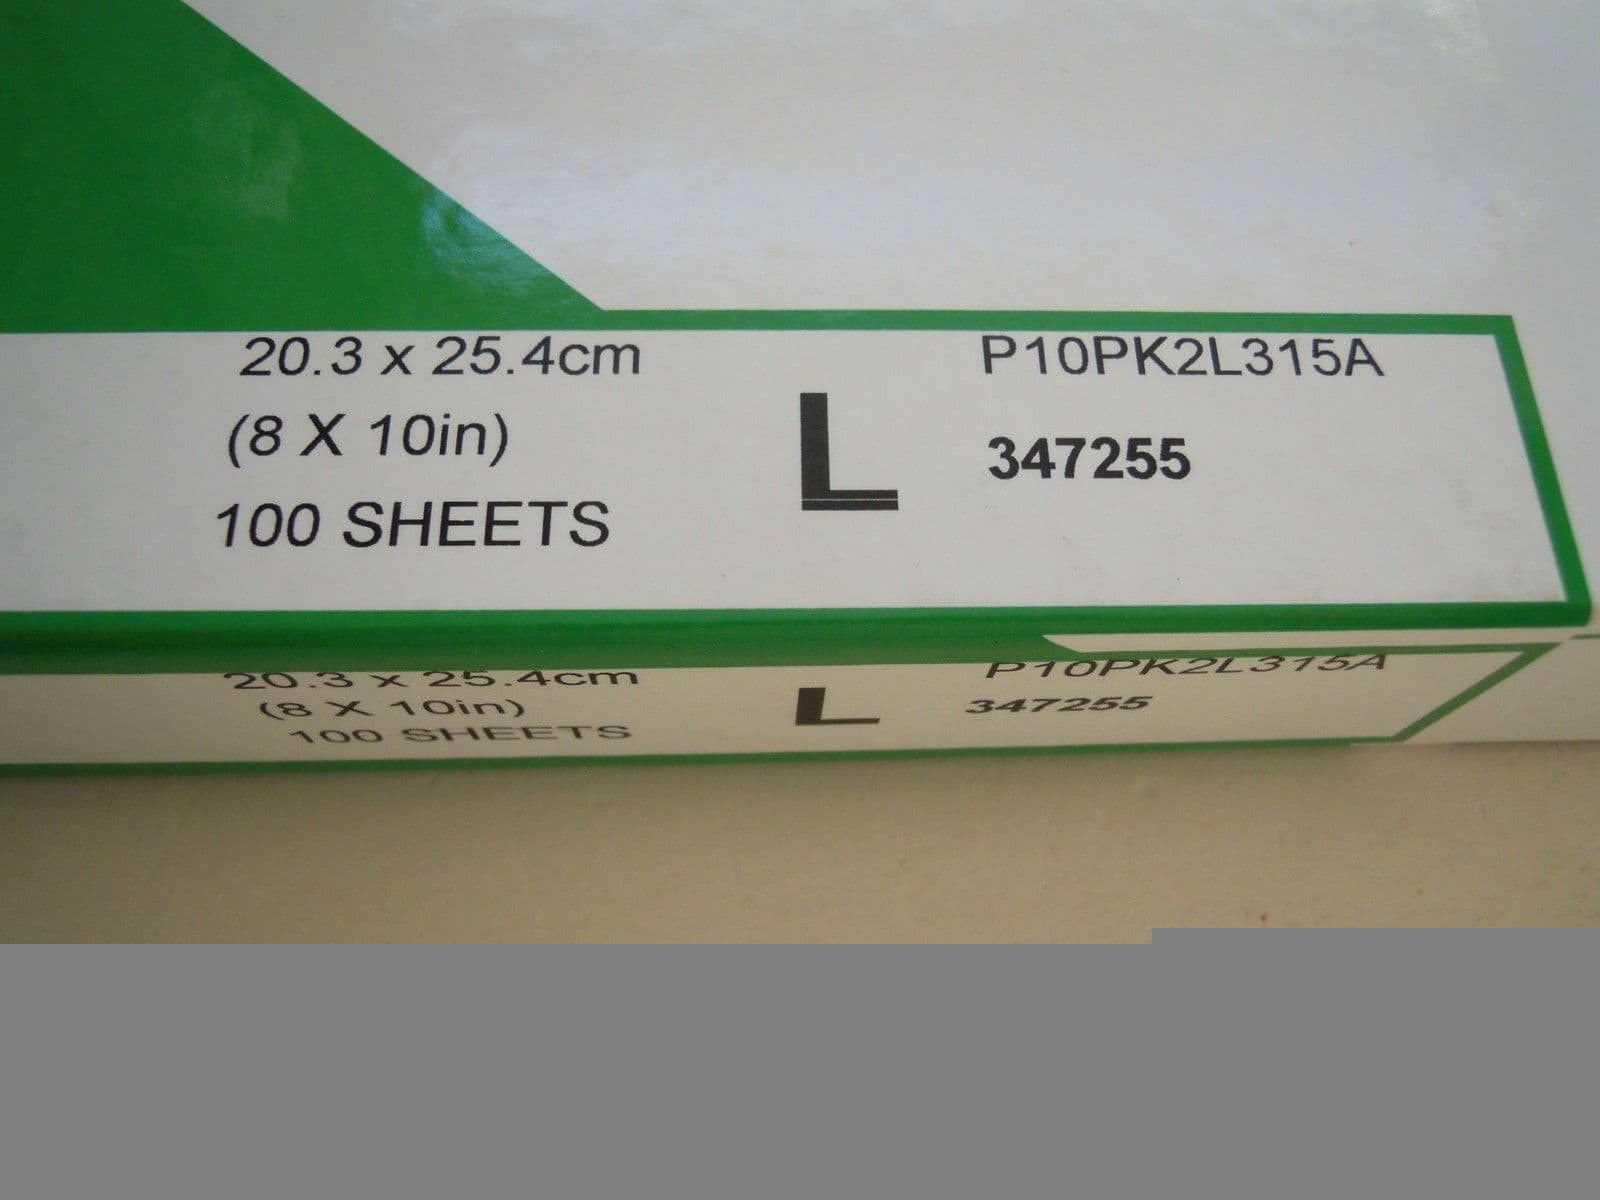 20.3 x 25.4cm
(8 X 10in)
100 SHEETS
L
P10PK2L315A
347255
20.3 x 25.4cm
(8 X 10in)
100 SHEETS
L
P10PK2L315A
347255